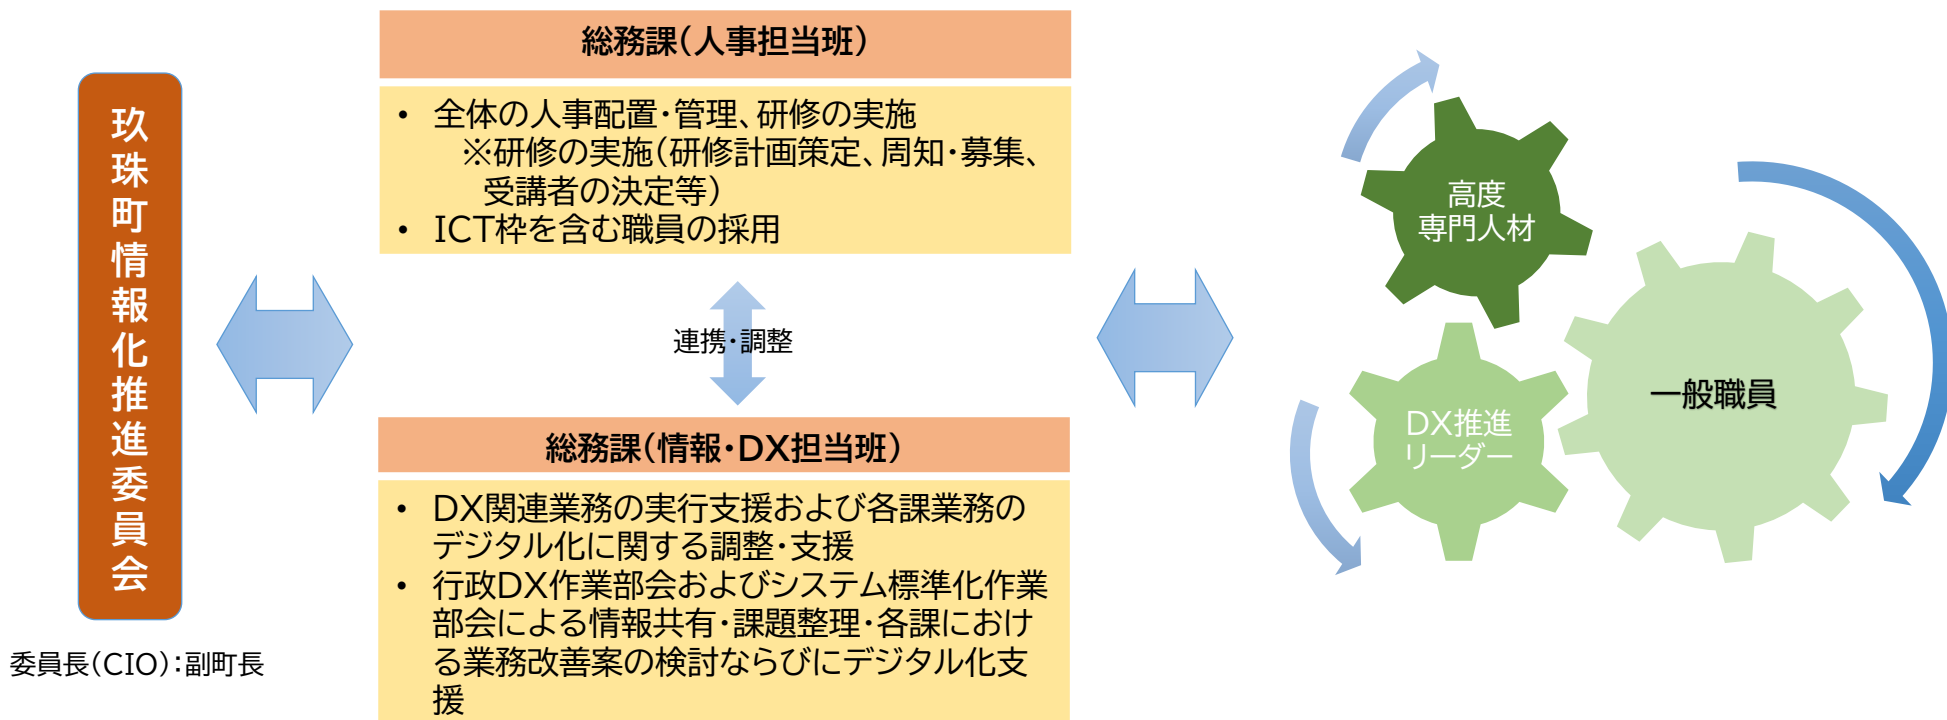 玖珠町情報化推進委員会
委員長(CIO):副町長
総務課(人事担当班)
• 全体の人事配置・管理、研修の実施
※研修の実施(研修計画策定、周知・募集、
受講者の決定等)
• ICT枠を含む職員の採用
連携・調整
総務課(情報・DX担当班)
• DX関連業務の実行支援および各課業務の
デジタル化に関する調整・支援
• 行政DX作業部会およびシステム標準化作業
部会による情報共有・課題整理・各課におけ
る業務改善案の検討ならびにデジタル化支
援
高度
専門人材
DX推進
リーダー
一般職員